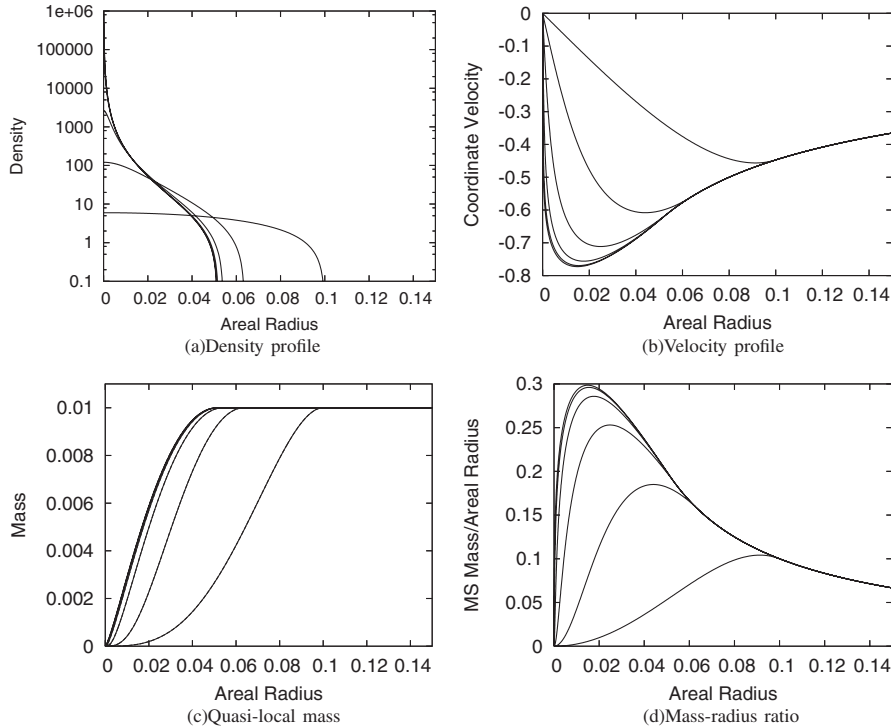 1e+06
100000
10000
1000
100
10
1
0.1
Density
0 0.02 0.04 0.06 0.08 0.1 0.12 0.14
Areal Radius
(a)Density profile
0
-0.1
-0.2
-0.3
-0.4
-0.5
-0.6
-0.7
-0.8
Coordinate Velocity
0 0.02 0.04 0.06 0.08 0.1 0.12 0.14
Areal Radius
(b)Velocity profile
0.01
0.008
0.006
0.004
0.002
0
Mass
0 0.02 0.04 0.06 0.08 0.1 0.12 0.14
Areal Radius
(c)Quasi-local mass
0.3
0.25
0.2
0.15
0.1
0.05
0
MS Mass/Areal Radius
0 0.02 0.04 0.06 0.08 0.1 0.12 0.14
Areal Radius
(d)Mass-radius ratio